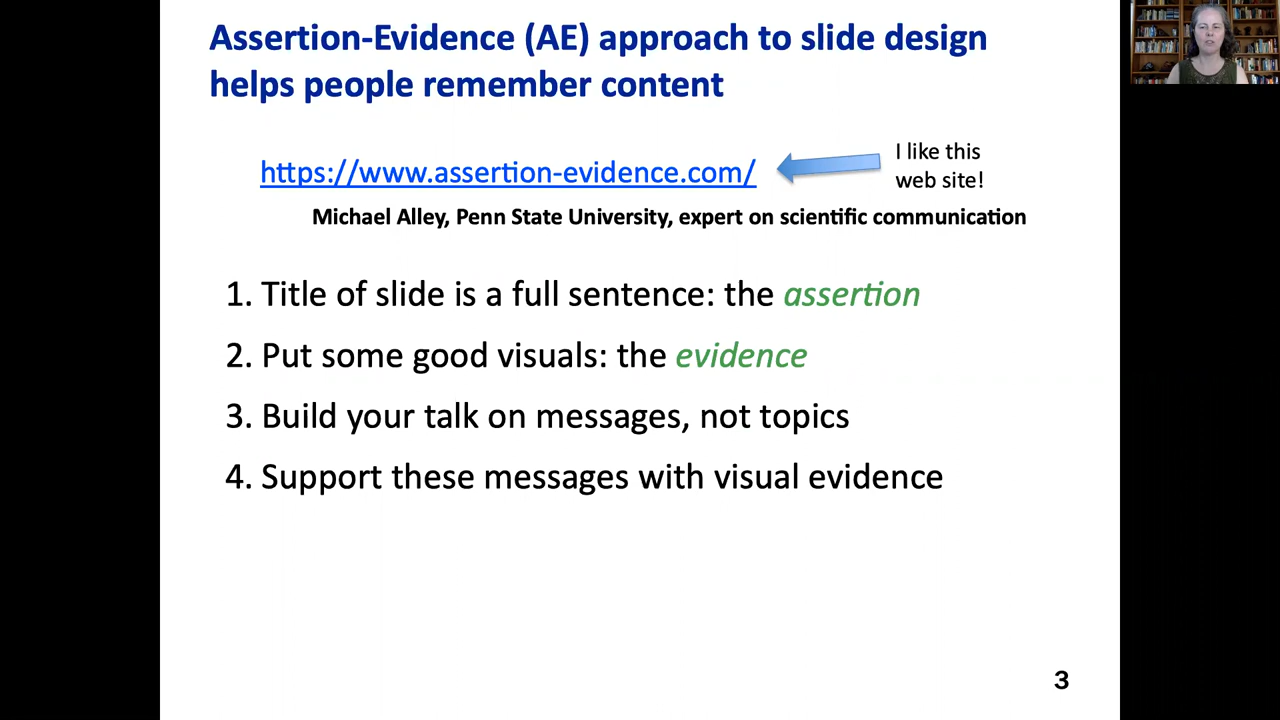 Assertion-Evidence (AE) approach to slide design
helps people remember content
https://www.assertion-evidence.com/
I like this
web site!
Michael Alley, Penn State University, expert on scientific communication
1. Title of slide is a full sentence: the assertion
2. Put some good visuals: the evidence
3. Build your talk on messages, not topics
4. Support these messages with visual evidence
3